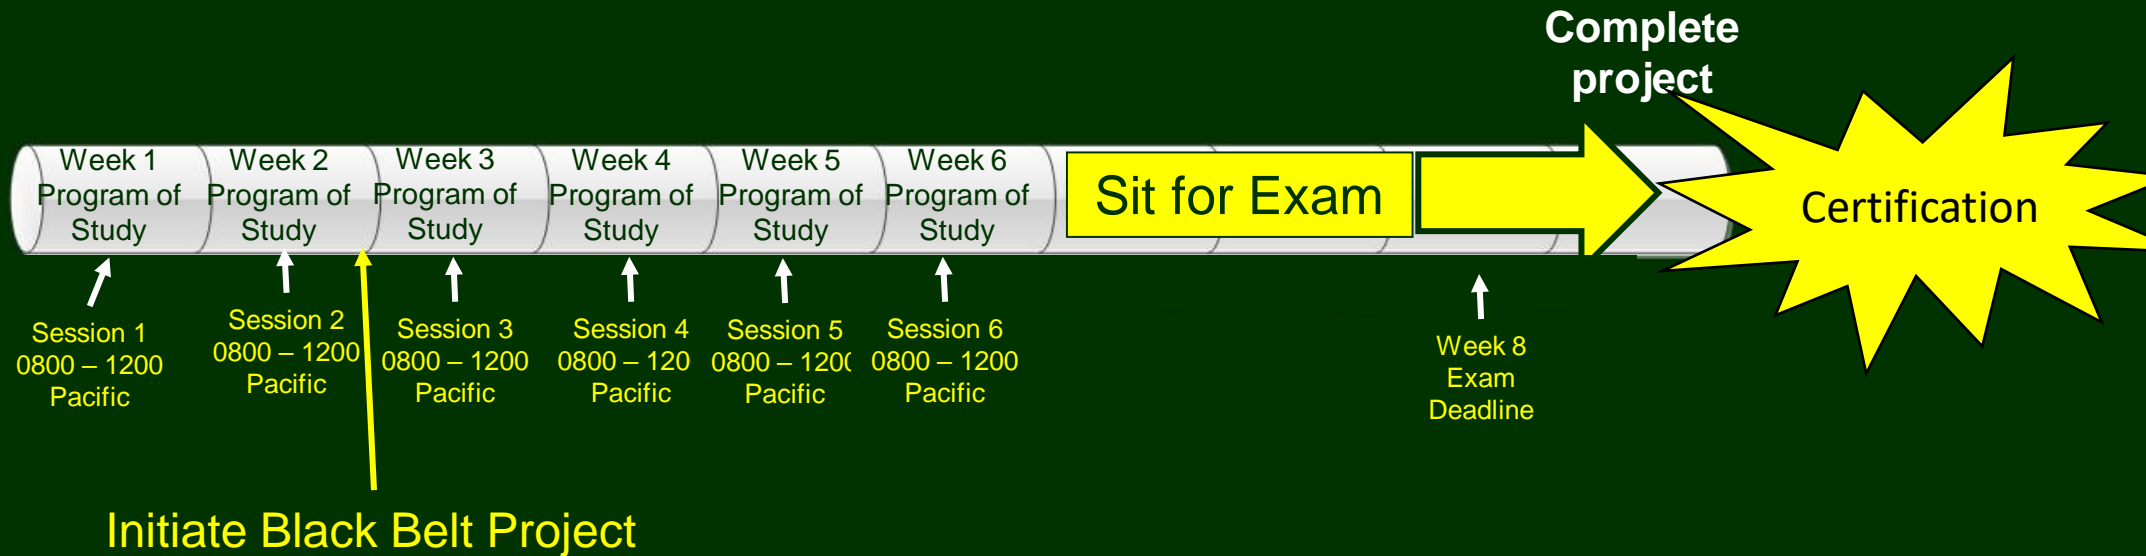 Complete
project
Week 1
Program of
Study
Week 2
Program of
Study
Week 3
Program of
Study
Week 4
Program of
Study
Week 5
Program of
Study
Week 6
Program of
Study
Sit for Exam
Certification
Session 1
0800 – 1200
Pacific
Session 2
0800 – 1200
Pacific
Session 3
0800 – 1200
Pacific
Session 4
0800 – 120
Pacific
Session 5
0800 – 120(
Pacific
Session 6
0800 – 1200
Pacific
Week 8
Exam
Deadline
Initiate Black Belt Project